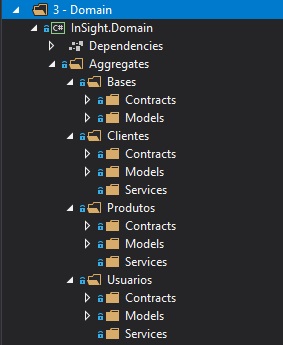 3 - Domain
C# InSight.Domain
Dependencies
Aggregates
Bases
Contracts
Models
Clientes
Contracts
Models
Services
Produtos
Contracts
Models
Services
Usuarios
Contracts
Models
Services